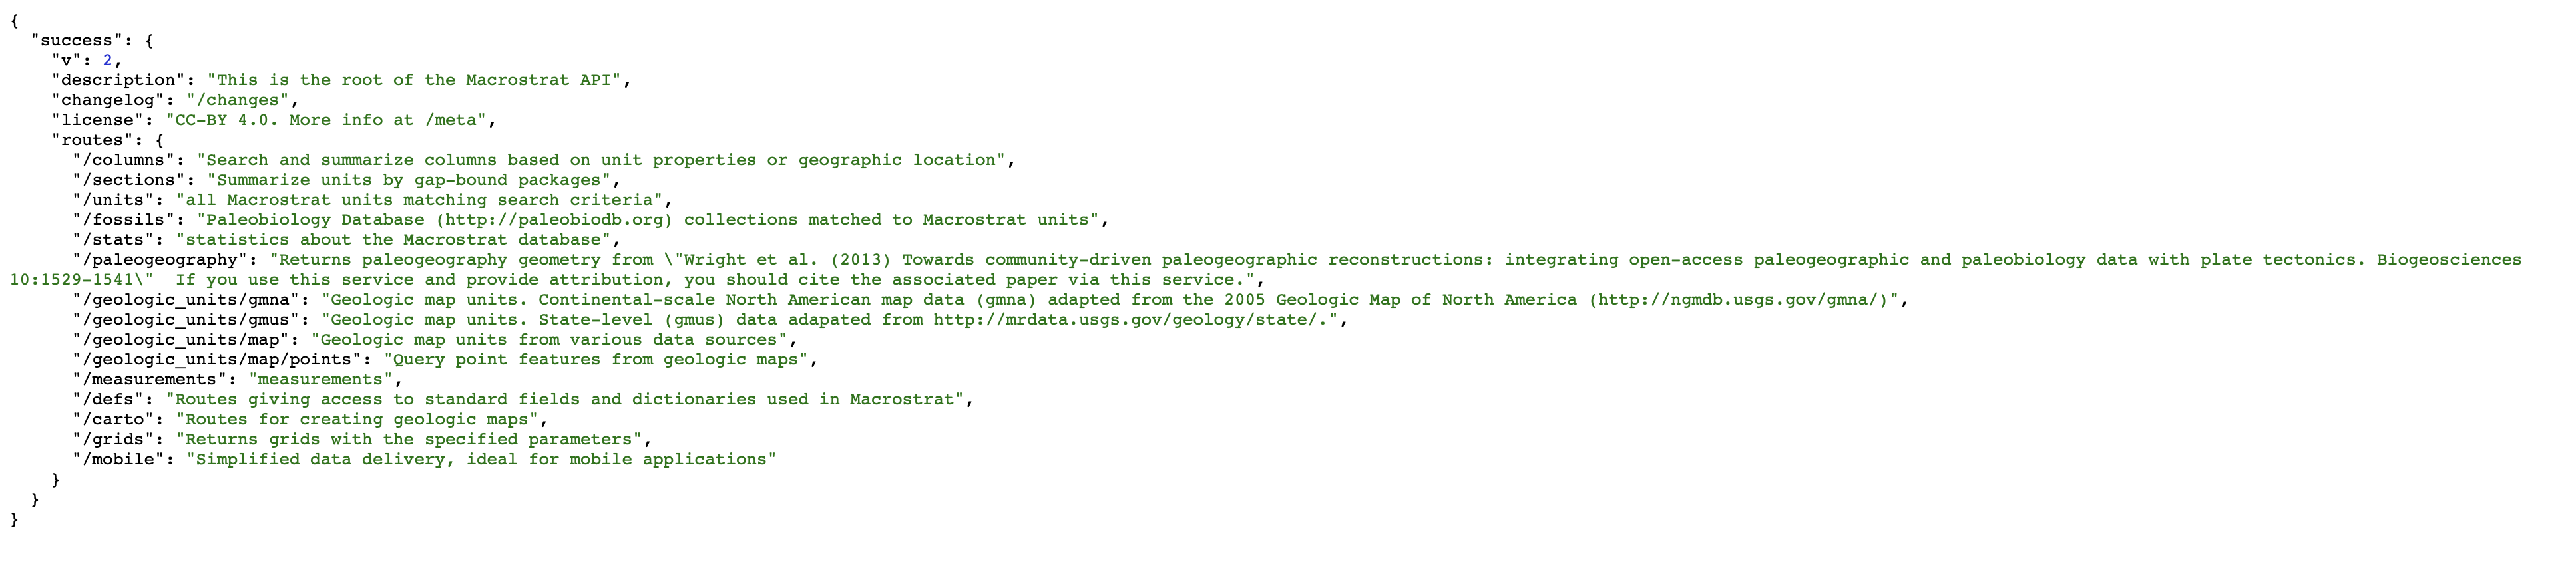 {
  "success": {
    "v": 2,
    "description": "This is the root of the Macrostrat API",
    "changelog": "/changes",
    "license": "CC-BY 4.0. More info at /meta",
    "routes": {
      "/columns": "Search and summarize columns based on unit properties or geographic location",
      "/sections": "Summarize units by gap-bound packages",
      "/units": "all Macrostrat units matching search criteria",
      "/fossils": "Paleobiology Database (http://paleobiodb.org) collections matched to Macrostrat units",
      "/stats": "statistics about the Macrostrat database",
      "/paleogeography": "Returns paleogeography geometry from \"Wright et al. (2013) Towards community-driven paleogeographic reconstructions: integrating open-access paleogeographic and paleobiology data with plate tectonics. Biogeosciences
10:1529-1541\"  If you use this service and provide attribution, you should cite the associated paper via this service.",
      "/geologic_units/gmna": "Geologic map units. Continental-scale North American map data (gmna) adapted from the 2005 Geologic Map of North America (http://ngmdb.usgs.gov/gmna/)",
      "/geologic_units/gmus": "Geologic map units. State-level (gmus) data adapated from http://mrdata.usgs.gov/geology/state/.",
      "/geologic_units/map": "Geologic map units from various data sources",
      "/geologic_units/map/points": "Query point features from geologic maps",
      "/measurements": "measurements",
      "/defs": "Routes giving access to standard fields and dictionaries used in Macrostrat",
      "/carto": "Routes for creating geologic maps",
      "/grids": "Returns grids with the specified parameters",
      "/mobile": "Simplified data delivery, ideal for mobile applications"
    }
  }
}